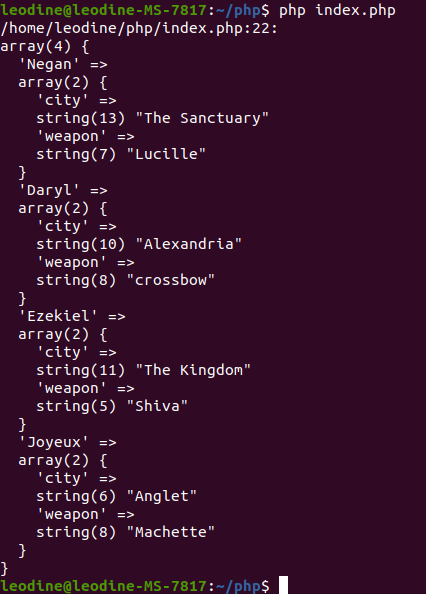 leodine@leodine-MS-7817:~/php$ php index.php
/home/leodine/php/index.php:22:
array(4) {
  'Negan' =>
  array(2) {
    'city' =>
    string(13) "The Sanctuary"
    'weapon' =>
    string(7) "Lucille"
  }
  'Daryl' =>
  array(2) {
    'city' =>
    string(10) "Alexandria"
    'weapon' =>
    string(8) "crossbow"
  }
  'Ezekiel' =>
  array(2) {
    'city' =>
    string(11) "The Kingdom"
    'weapon' =>
    string(5) "Shiva"
  }
  'Joyeux' =>
  array(2) {
    'city' =>
    string(6) "Anglet"
    'weapon' =>
    string(8) "Machette"
  }
}
leodine@leodine-MS-7817:~/php$